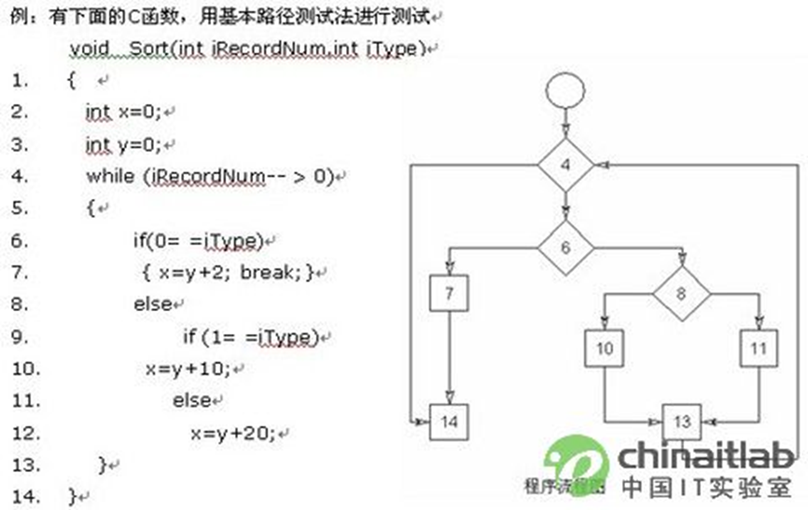 例：有下面的C函数，用基本路径测试法进行测试
void Sort(int iRecordNum.int iType)
1. {
2. int x=0;
3. int y=0;
4. while (iRecordNum-- > 0)
5. {
6. if(0= =iType)
7. { x=y+2; break;}
8. else
9. if (1= =iType)
10. x=y+10;
11. else
12. x=y+20;
13. }
14. }
4
6
7
8
10
11
14
13
程序流程图
chinaitlab
中国IT实验室